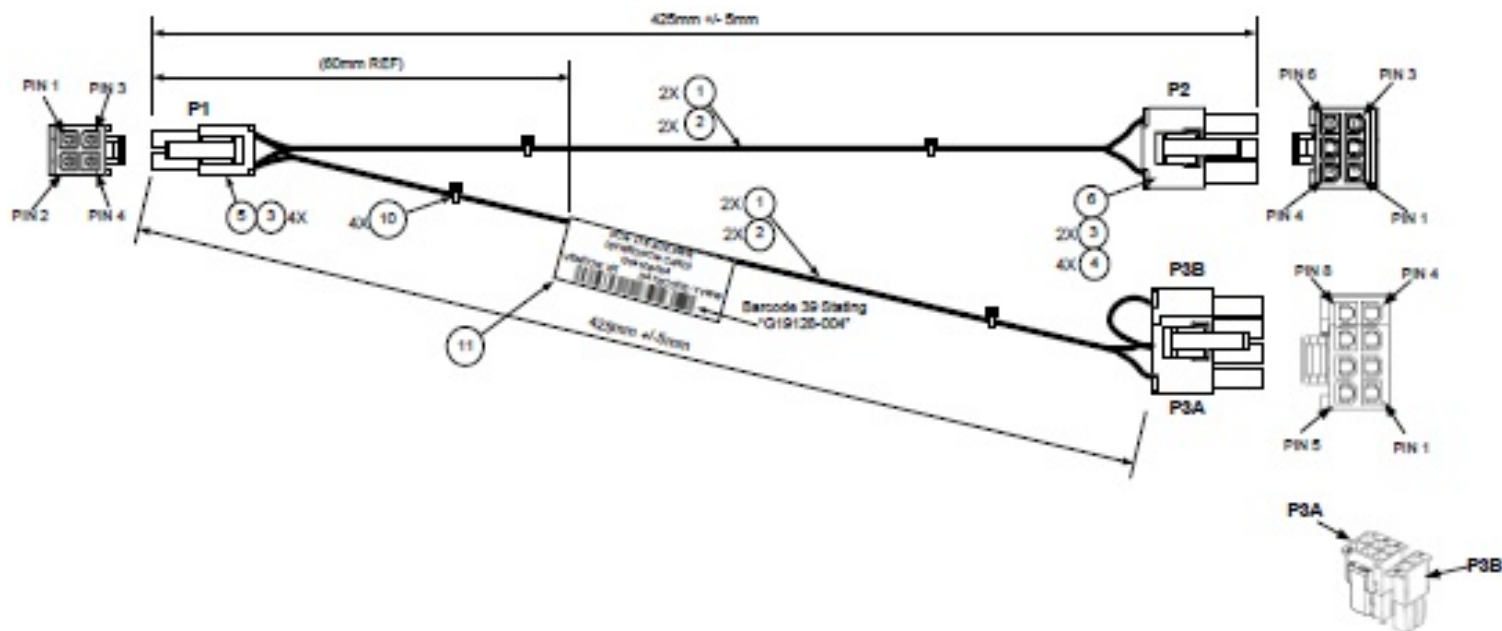 425mm +/- 5mm
(60mm REF)
PIN 1
PIN 3
P1
2X 1
2X 2
P2
PIN 6
PIN 3
PIN 2
PIN 4
5 3 4X
4X 10
2X 1
2X 2
6
2X 3
4X 4
PIN 4
PIN 1
P3B
PIN 8
PIN 4
Barcode 39 Stating
"G19128-004"
11
425mm +/-5mm
P3A
PIN 5
PIN 1
P3A
P3B